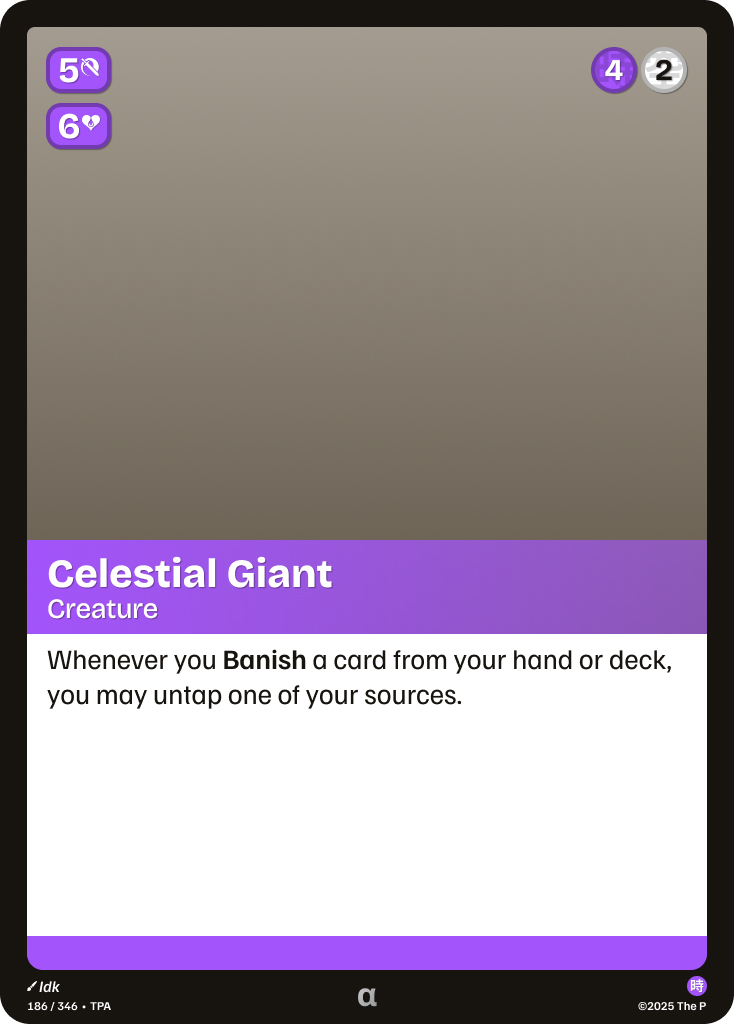 5
4 2
6
Celestial Giant
Creature
Whenever you Banish a card from your hand or deck,
you may untap one of your sources.
Idk
186 / 346 • TPA
α
時
©2025 The P